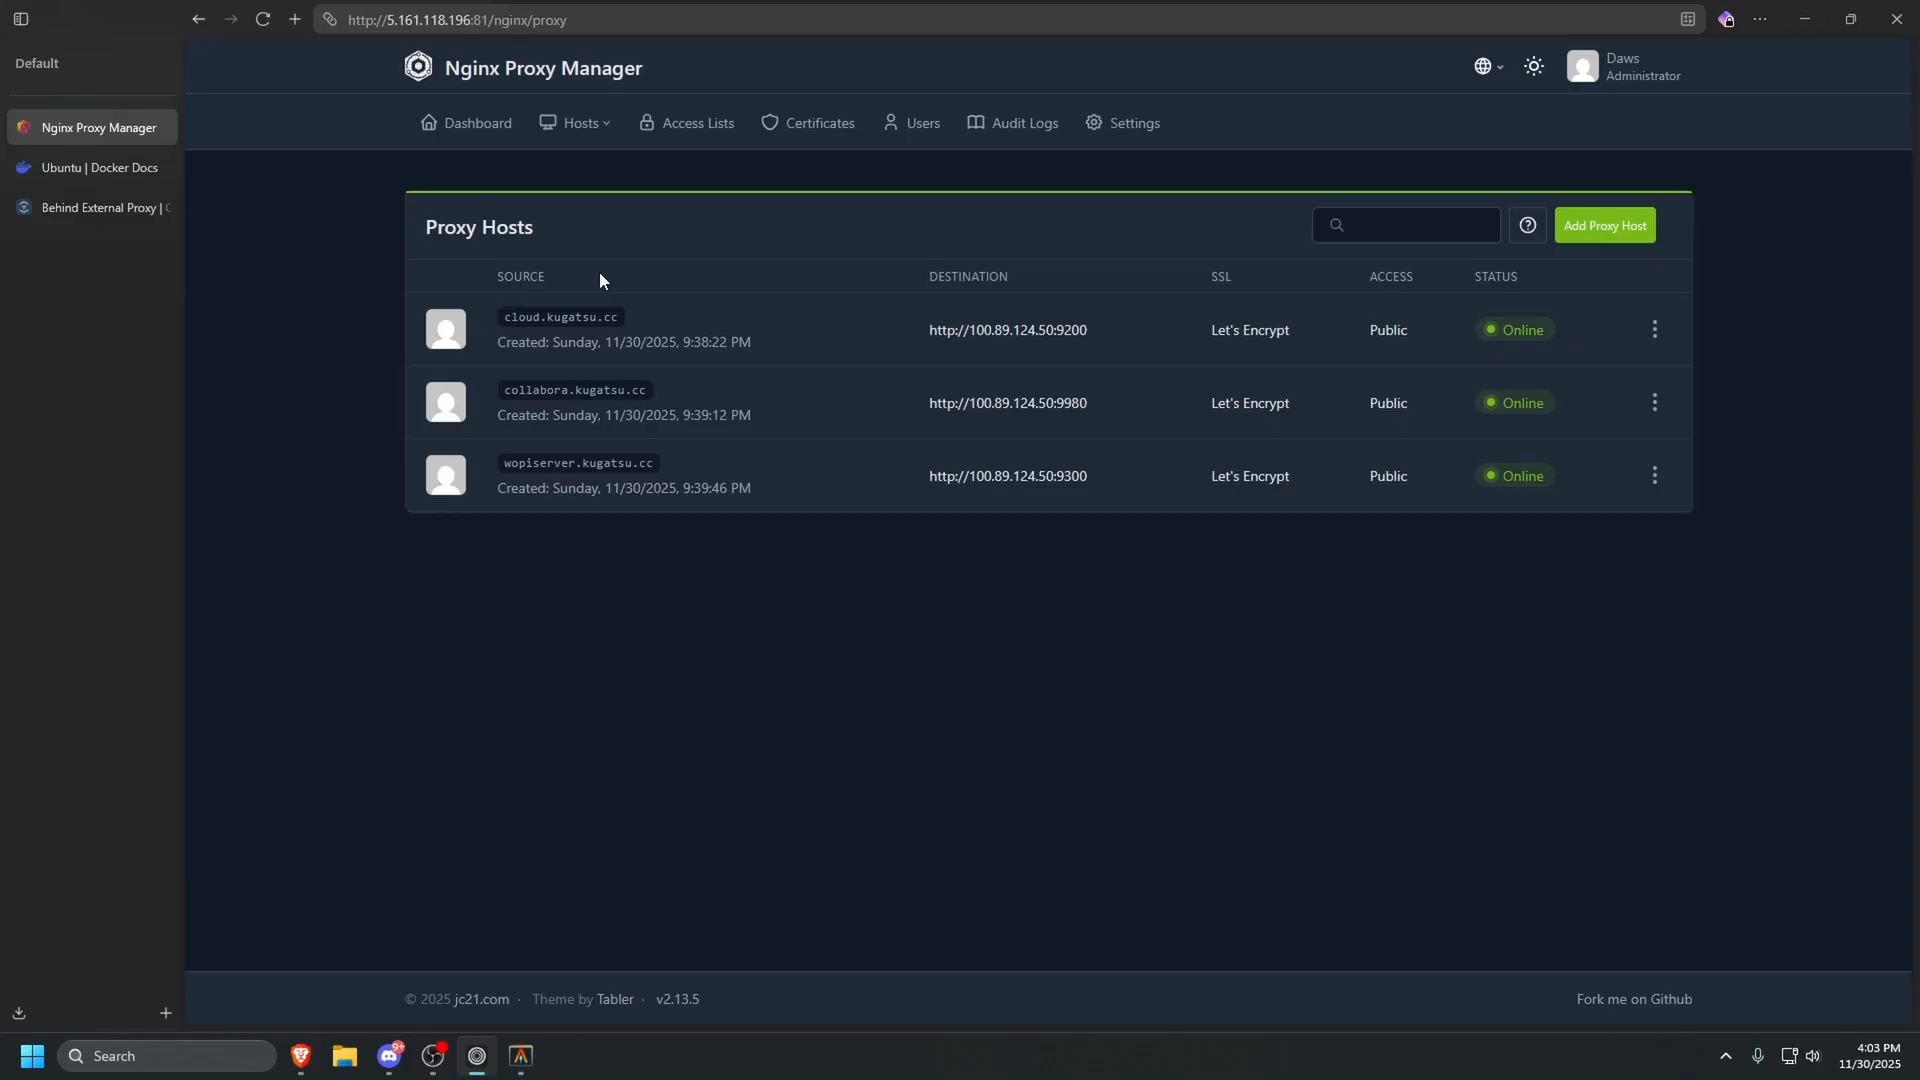 http://5.161.118.196:81/nginx/proxy
Default
Nginx Proxy Manager
Ubuntu | Docker Docs
Behind External Proxy |
Nginx Proxy Manager
Daws
Administrator
Dashboard
Hosts
Access Lists
Certificates
Users
Audit Logs
Settings
Proxy Hosts
Add Proxy Host
SOURCE DESTINATION SSL ACCESS STATUS
cloud.kugatsu.cc
Created: Sunday, 11/30/2025, 9:38:22 PM
http://100.89.124.50:9200 Let's Encrypt Public Online
collabora.kugatsu.cc
Created: Sunday, 11/30/2025, 9:39:12 PM
http://100.89.124.50:9980 Let's Encrypt Public Online
wopiserver.kugatsu.cc
Created: Sunday, 11/30/2025, 9:39:46 PM
http://100.89.124.50:9300 Let's Encrypt Public Online
© 2025 jc21.com · Theme by Tabler · v2.13.5
Fork me on Github
Search
9+
4:03 PM
11/30/2025